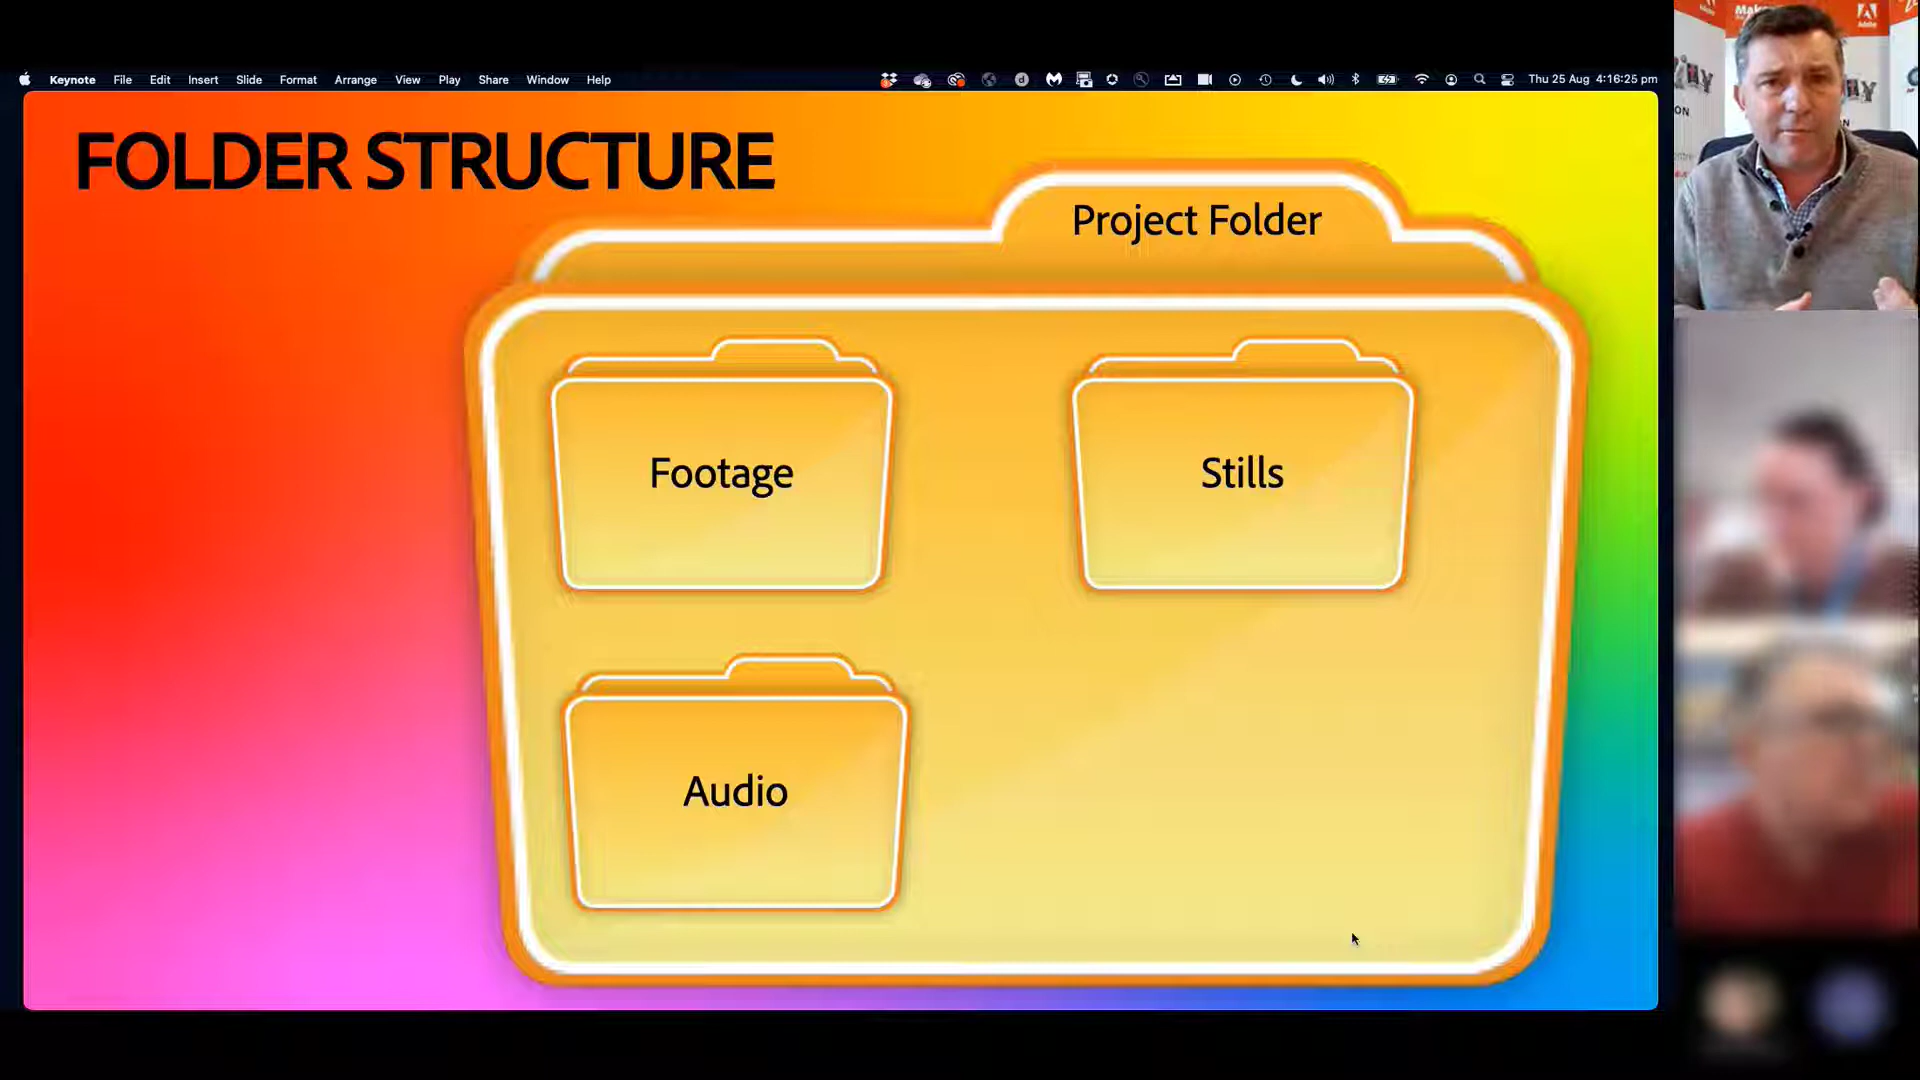 Keynote File Edit Insert Slide Format Arrange View Play Share Window Help
Thu 25 Aug 4:16:25 pm
FOLDER STRUCTURE
Project Folder
Footage
Stills
Audio
Adobe